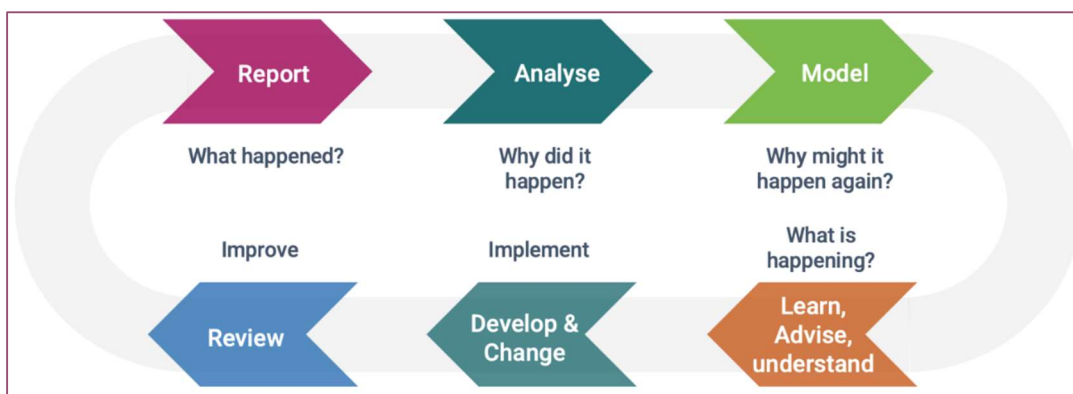 Report
Analyse
Model
What happened?
Why did it
happen?
Why might it
happen again?
Improve
Implement
What is
happening?
Review
Develop &
Change
Learn,
Advise,
understand